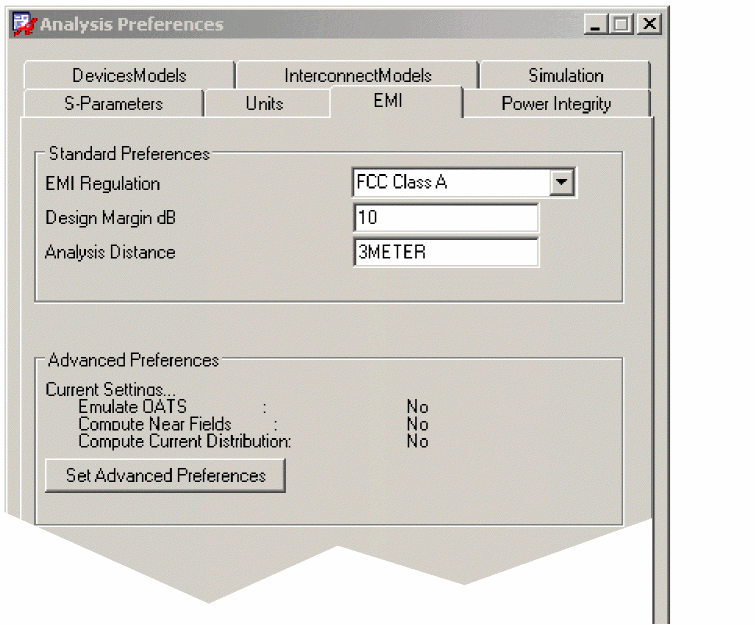 Analysis Preferences
DevicesModels InterconnectModels Simulation
S-Parameters Units EMI Power Integrity
Standard Preferences
EMI Regulation FCC Class A
Design Margin dB 10
Analysis Distance 3METER
Advanced Preferences
Current Settings...
Emulate OATS : No
Compute Near Fields : No
Compute Current Distribution: No
Set Advanced Preferences